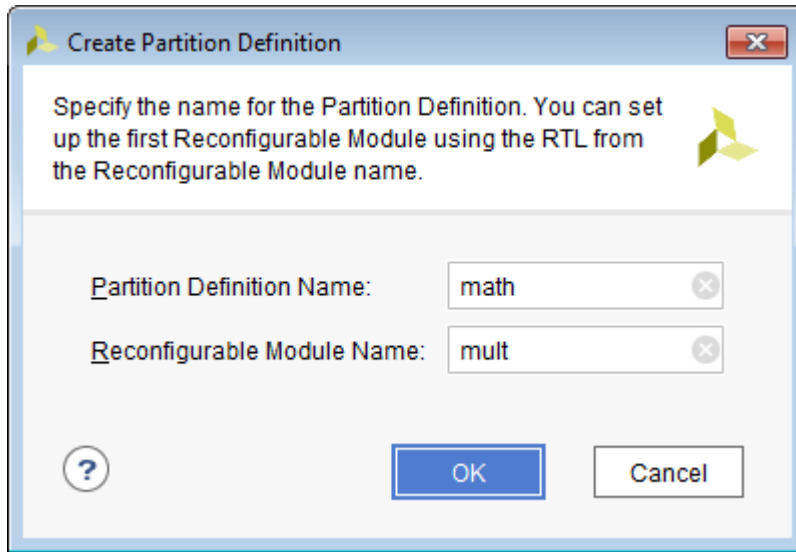 Create Partition Definition
Specify the name for the Partition Definition. You can set
up the first Reconfigurable Module using the RTL from
the Reconfigurable Module name.
Partition Definition Name: math
Reconfigurable Module Name: mult
? OK Cancel